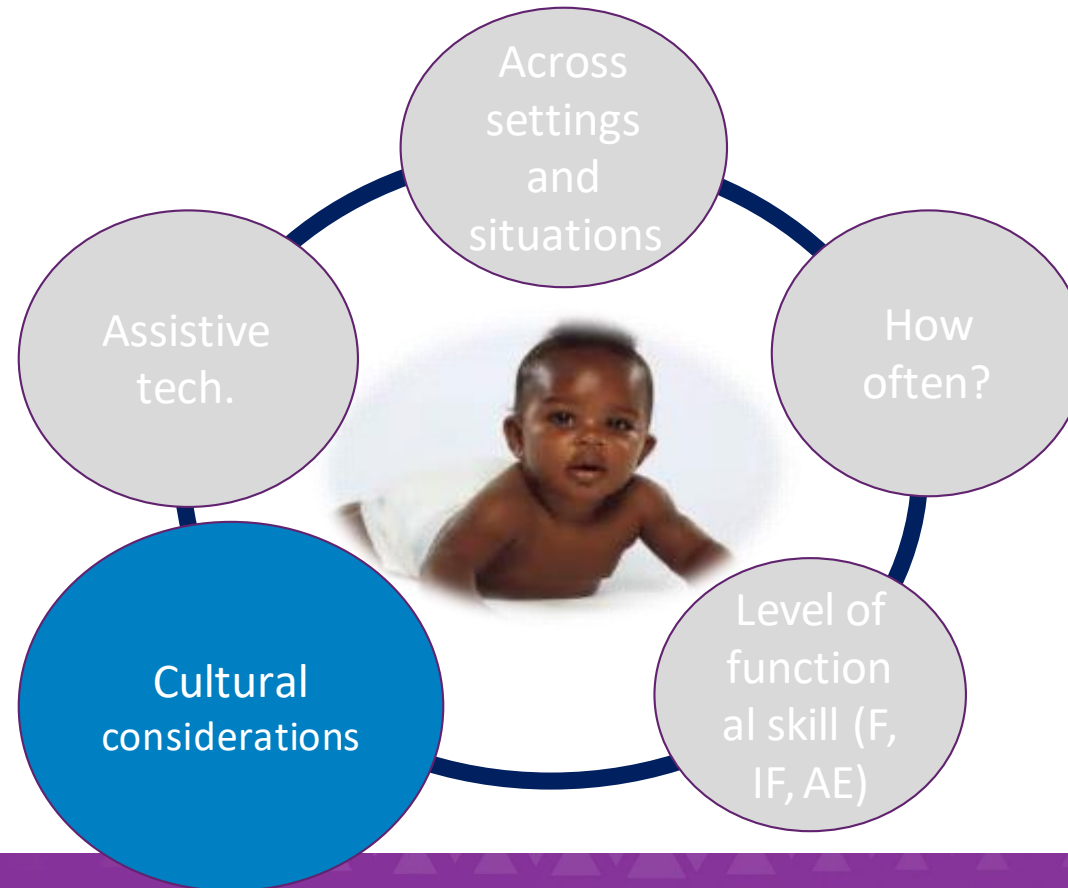 Across
settings
and
situations
How
often?
Level of
function
al skill (F,
IF, AE)
Cultural
considerations
Assistive
tech.